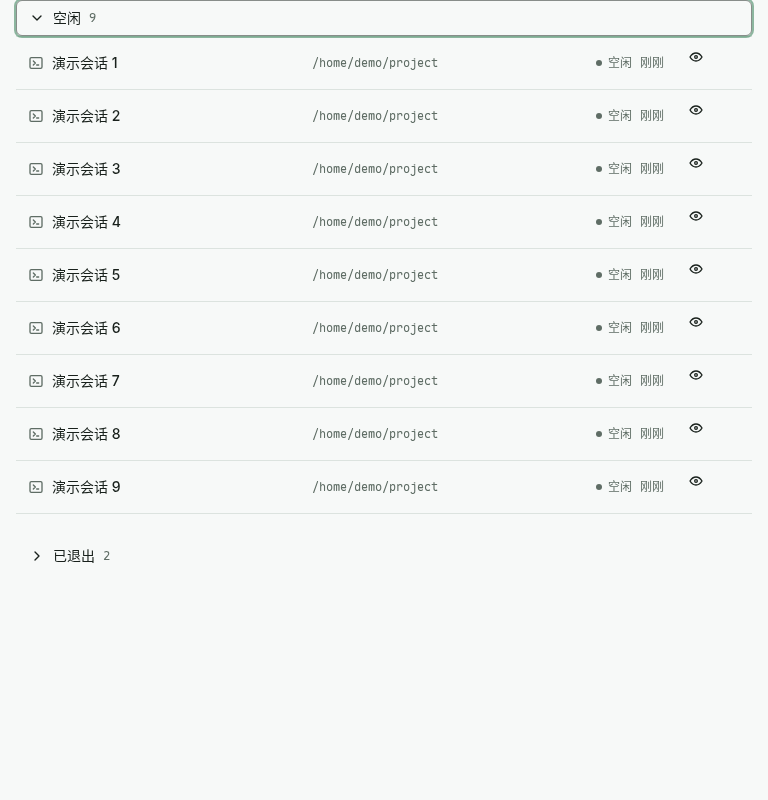 空闲 9
演示会话 1 /home/demo/project 空闲 刚刚
演示会话 2 /home/demo/project 空闲 刚刚
演示会话 3 /home/demo/project 空闲 刚刚
演示会话 4 /home/demo/project 空闲 刚刚
演示会话 5 /home/demo/project 空闲 刚刚
演示会话 6 /home/demo/project 空闲 刚刚
演示会话 7 /home/demo/project 空闲 刚刚
演示会话 8 /home/demo/project 空闲 刚刚
演示会话 9 /home/demo/project 空闲 刚刚
已退出 2